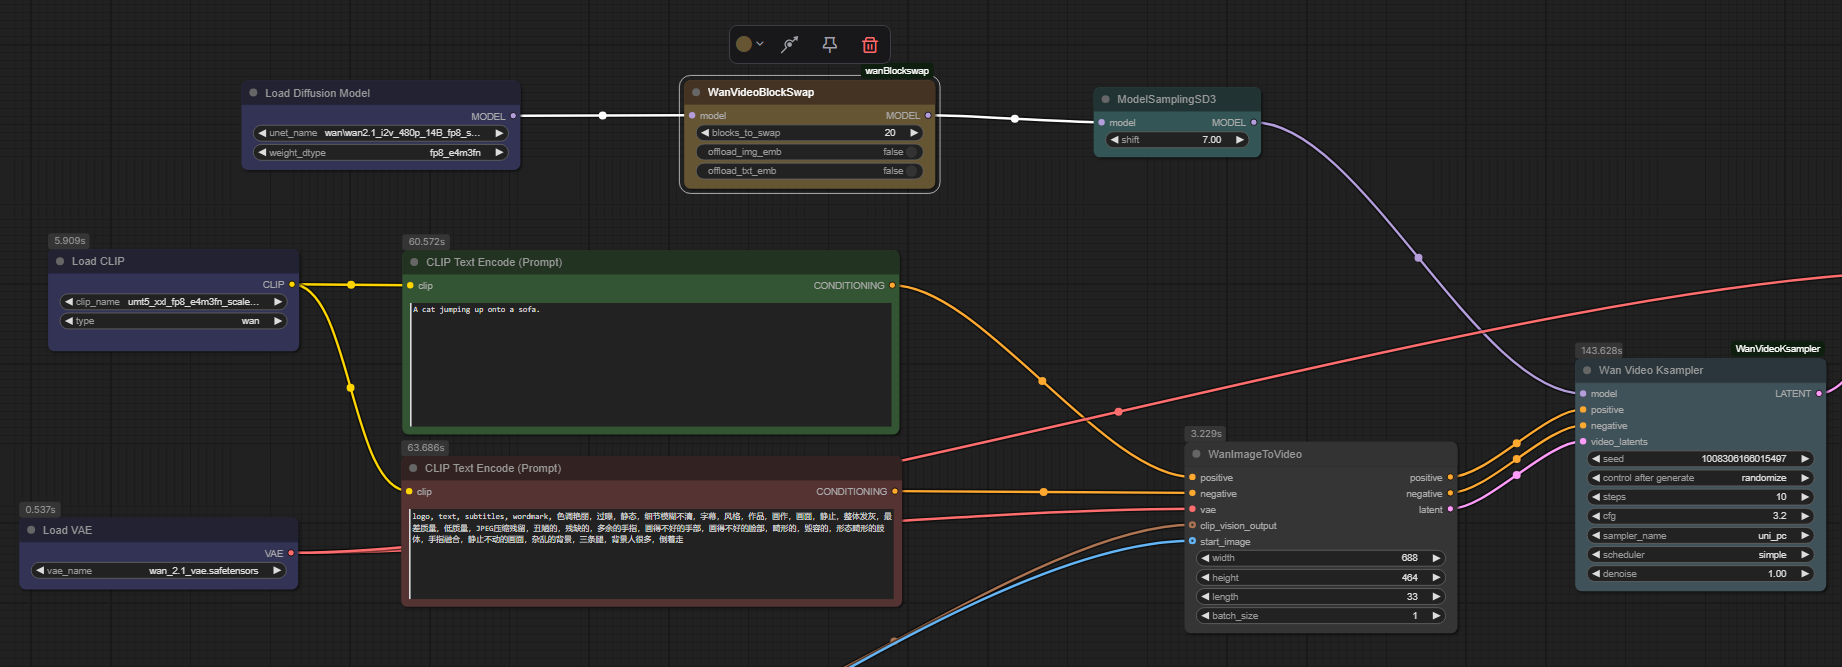 wanBlockswap
Load Diffusion Model
MODEL
unet_name wan\wan2.1_i2v_480p_14B_fp8_s...
weight_dtype fp8_e4m3fn
WanVideoBlockSwap
model MODEL
blocks_to_swap 20
offload_img_emb false
offload_txt_emb false
ModelSamplingSD3
model MODEL
shift 7.00
5.909s
Load CLIP
CLIP
clip_name umt5_xxl_fp8_e4m3fn_scale...
type wan
60.572s
CLIP Text Encode (Prompt)
clip CONDITIONING
A cat jumping up onto a sofa.
63.686s
CLIP Text Encode (Prompt)
clip CONDITIONING
logo, text, subtitles, wordmark, 色调艳丽, 过曝, 静态, 细节模糊不清, 字幕, 风格, 作品, 画作, 画面, 静止, 整体发灰, 最
差质量, 低质量, JPEG压缩残留, 丑陋的, 残缺的, 多余的手指, 画得不好的手部, 画得不好的脸部, 畸形的, 毁容的, 形态畸形的肢
体, 手指融合, 静止不动的画面, 杂乱的背景, 三条腿, 背景人很多, 倒着走
0.537s
Load VAE
VAE
vae_name wan_2.1_vae.safetensors
3.229s
WanImageToVideo
positive positive
negative negative
vae latent
clip_vision_output
start_image
width 688
height 464
length 33
batch_size 1
WanVideoKsampler
143.628s
Wan Video Ksampler
model LATENT
positive
negative
video_latents
seed 1008306166015497
control after generate randomize
steps 10
cfg 3.2
sampler_name uni_pc
scheduler simple
denoise 1.00